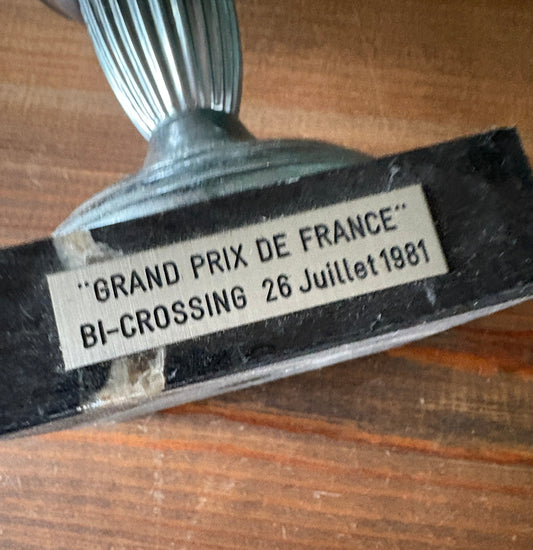 "GRAND PRIX DE FRANCE"
BI-CROSSING 26 Juillet 1981